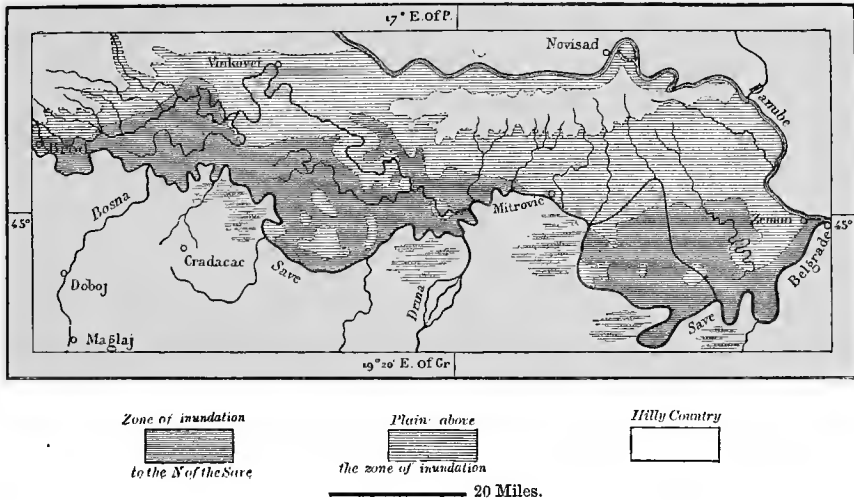 17° E. of P.
Novisad
Vinkovci
Danube
Brod
Bosna
Mitrovic
Zemun
45°
45°
Gradacac
Save
Drina
Belgrade
Doboj
Save
Maglaj
19° 20' E. of Gr
Zone of inundation
to the N of the Save
Plain above
the zone of inundation
Hilly Country
20 Miles.